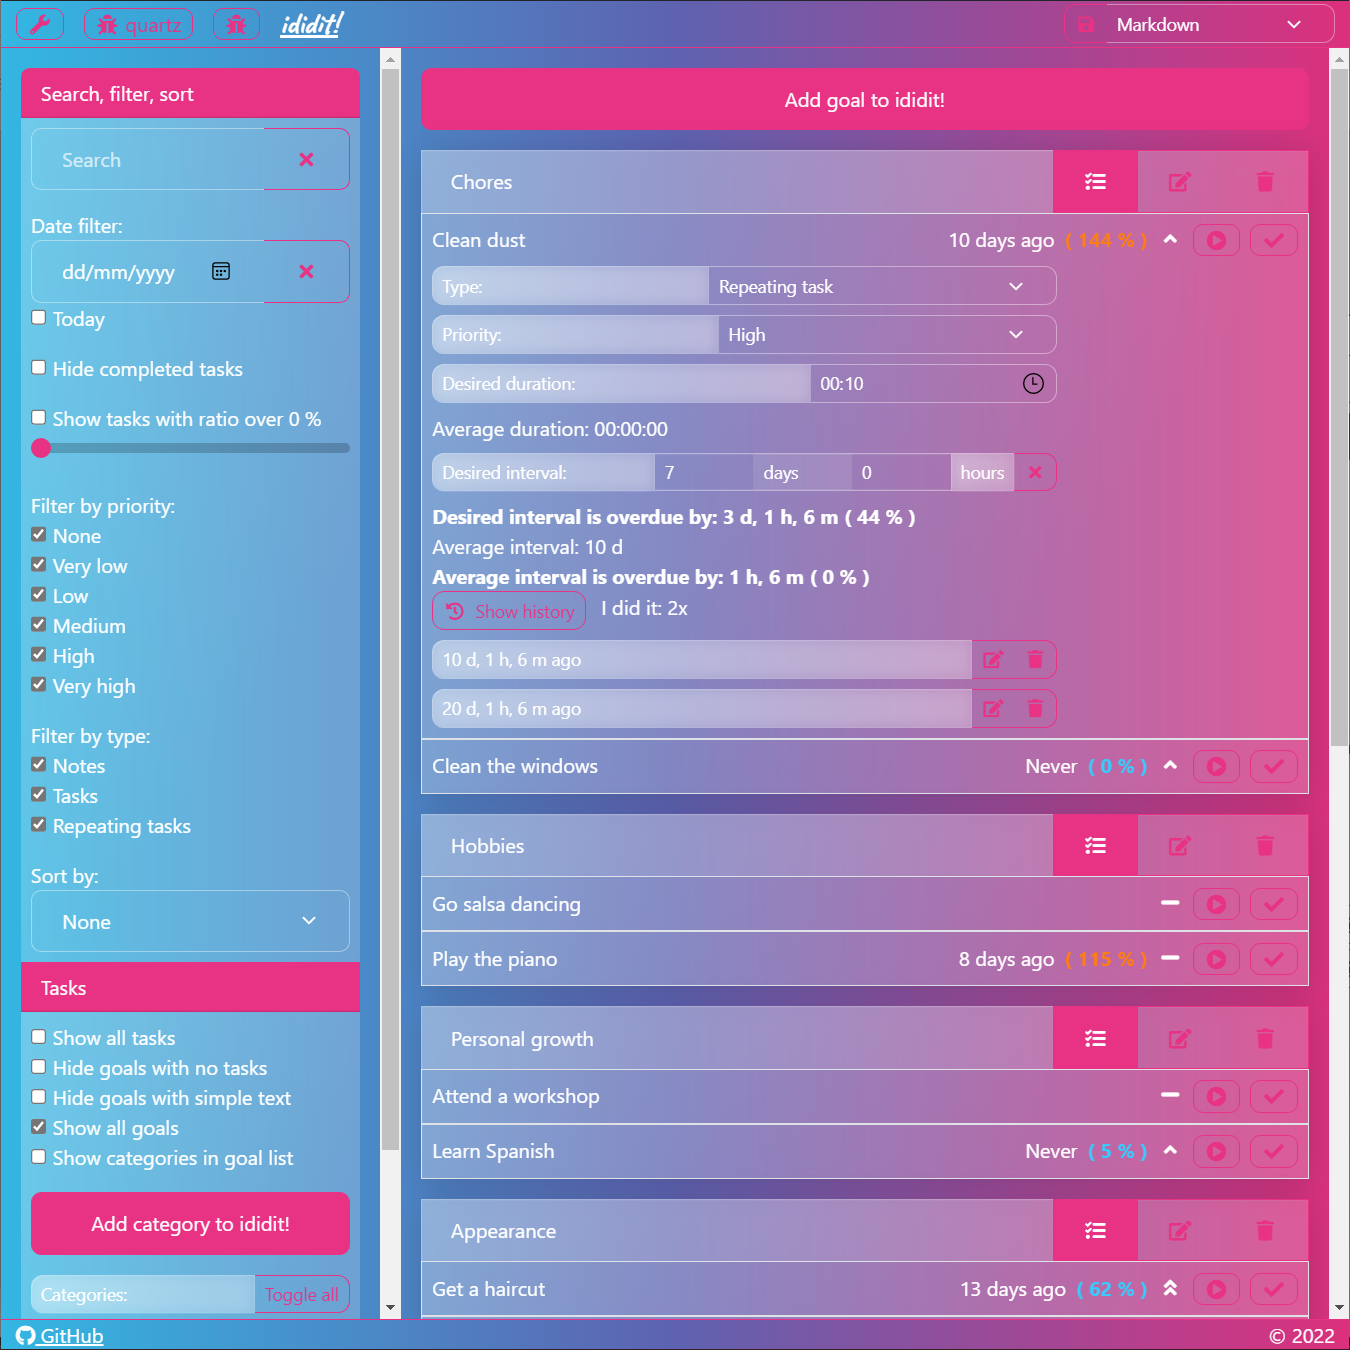 quartz
ididit!
Markdown
Search, filter, sort
Search
Date filter:
dd/mm/yyyy
Today
Hide completed tasks
Show tasks with ratio over 0 %
Filter by priority:
None
Very low
Low
Medium
High
Very high
Filter by type:
Notes
Tasks
Repeating tasks
Sort by:
None
Tasks
Show all tasks
Hide goals with no tasks
Hide goals with simple text
Show all goals
Show categories in goal list
Add category to ididit!
Categories:
Toggle all
Add goal to ididit!
Chores
Clean dust 10 days ago ( 144 % )
Type: Repeating task
Priority: High
Desired duration: 00:10
Average duration: 00:00:00
Desired interval: 7 days 0 hours
Desired interval is overdue by: 3 d, 1 h, 6 m ( 44 % )
Average interval: 10 d
Average interval is overdue by: 1 h, 6 m ( 0 % )
Show history I did it: 2x
10 d, 1 h, 6 m ago
20 d, 1 h, 6 m ago
Clean the windows Never ( 0 % )
Hobbies
Go salsa dancing
Play the piano 8 days ago ( 115 % )
Personal growth
Attend a workshop
Learn Spanish Never ( 5 % )
Appearance
Get a haircut 13 days ago ( 62 % )
GitHub
© 2022